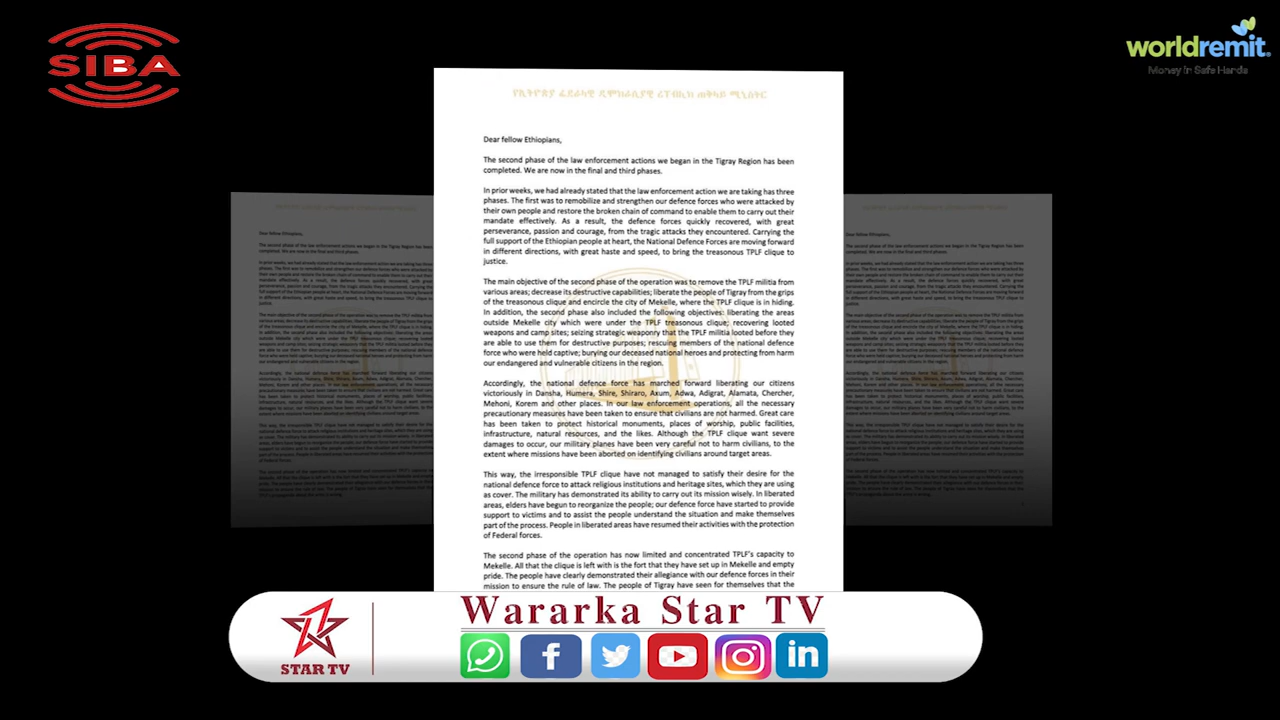 SIBA
worldremit
Money in Safe Hands
የኢትዮጵያ ፌደራላዊ ዲሞክራሲያዊ ሪፐብሊክ ጠቅላይ ሚኒስትር
Dear fellow Ethiopians,
The second phase of the law enforcement actions we began in the Tigray Region has been
completed. We are now in the final and third phases.
In prior weeks, we had already stated that the law enforcement action we are taking has three
phases. The first was to remobilize and strengthen our defence forces who were attacked by
their own people and restore the broken chain of command to enable them to carry out their
mandate effectively. As a result, the defence forces quickly recovered, with great
perseverance, passion and courage, from the tragic attacks they encountered. Carrying the
full support of the Ethiopian people at heart, the National Defence Forces are moving forward
in different directions, with great haste and speed, to bring the treasonous TPLF clique to
justice.
The main objective of the second phase of the operation was to remove the TPLF militia from
various areas; decrease its destructive capabilities; liberate the people of Tigray from the grips
of the treasonous clique and encircle the city of Mekelle, where the TPLF clique is in hiding.
In addition, the second phase also included the following objectives: liberating the areas
outside Mekelle city which were under the TPLF treasonous clique; recovering looted
weapons and camp sites; seizing strategic weaponry that the TPLF militia looted before they
are able to use them for destructive purposes; rescuing members of the national defence
force who were held captive; burying our deceased national heroes and protecting from harm
our endangered and vulnerable citizens in the region.
Accordingly, the national defence force has marched forward liberating our citizens
victoriously in Dansha, Humera, Shire, Shiraro, Axum, Adwa, Adigrat, Alamata, Chercher,
Mehoni, Korem and other places. In our law enforcement operations, all the necessary
precautionary measures have been taken to ensure that civilians are not harmed. Great care
has been taken to protect historical monuments, places of worship, public facilities,
infrastructure, natural resources, and the likes. Although the TPLF clique want severe
damages to occur, our military planes have been very careful not to harm civilians, to the
extent where missions have been aborted on identifying civilians around target areas.
This way, the irresponsible TPLF clique have not managed to satisfy their desire for the
national defence force to attack religious institutions and heritage sites, which they are using
as cover. The military has demonstrated its ability to carry out its mission wisely. In liberated
areas, elders have begun to reorganize the people; our defence force have started to provide
support to victims and to assist the people understand the situation and make themselves
part of the process. People in liberated areas have resumed their activities with the protection
of Federal forces.
The second phase of the operation has now limited and concentrated TPLF's capacity to
Mekelle. All that the clique is left with is the fort that they have set up in Mekelle and empty
pride. The people have clearly demonstrated their allegiance with our defence forces in their
mission to ensure the rule of law. The people of Tigray have seen for themselves that the
STAR TV
Wararka Star TV